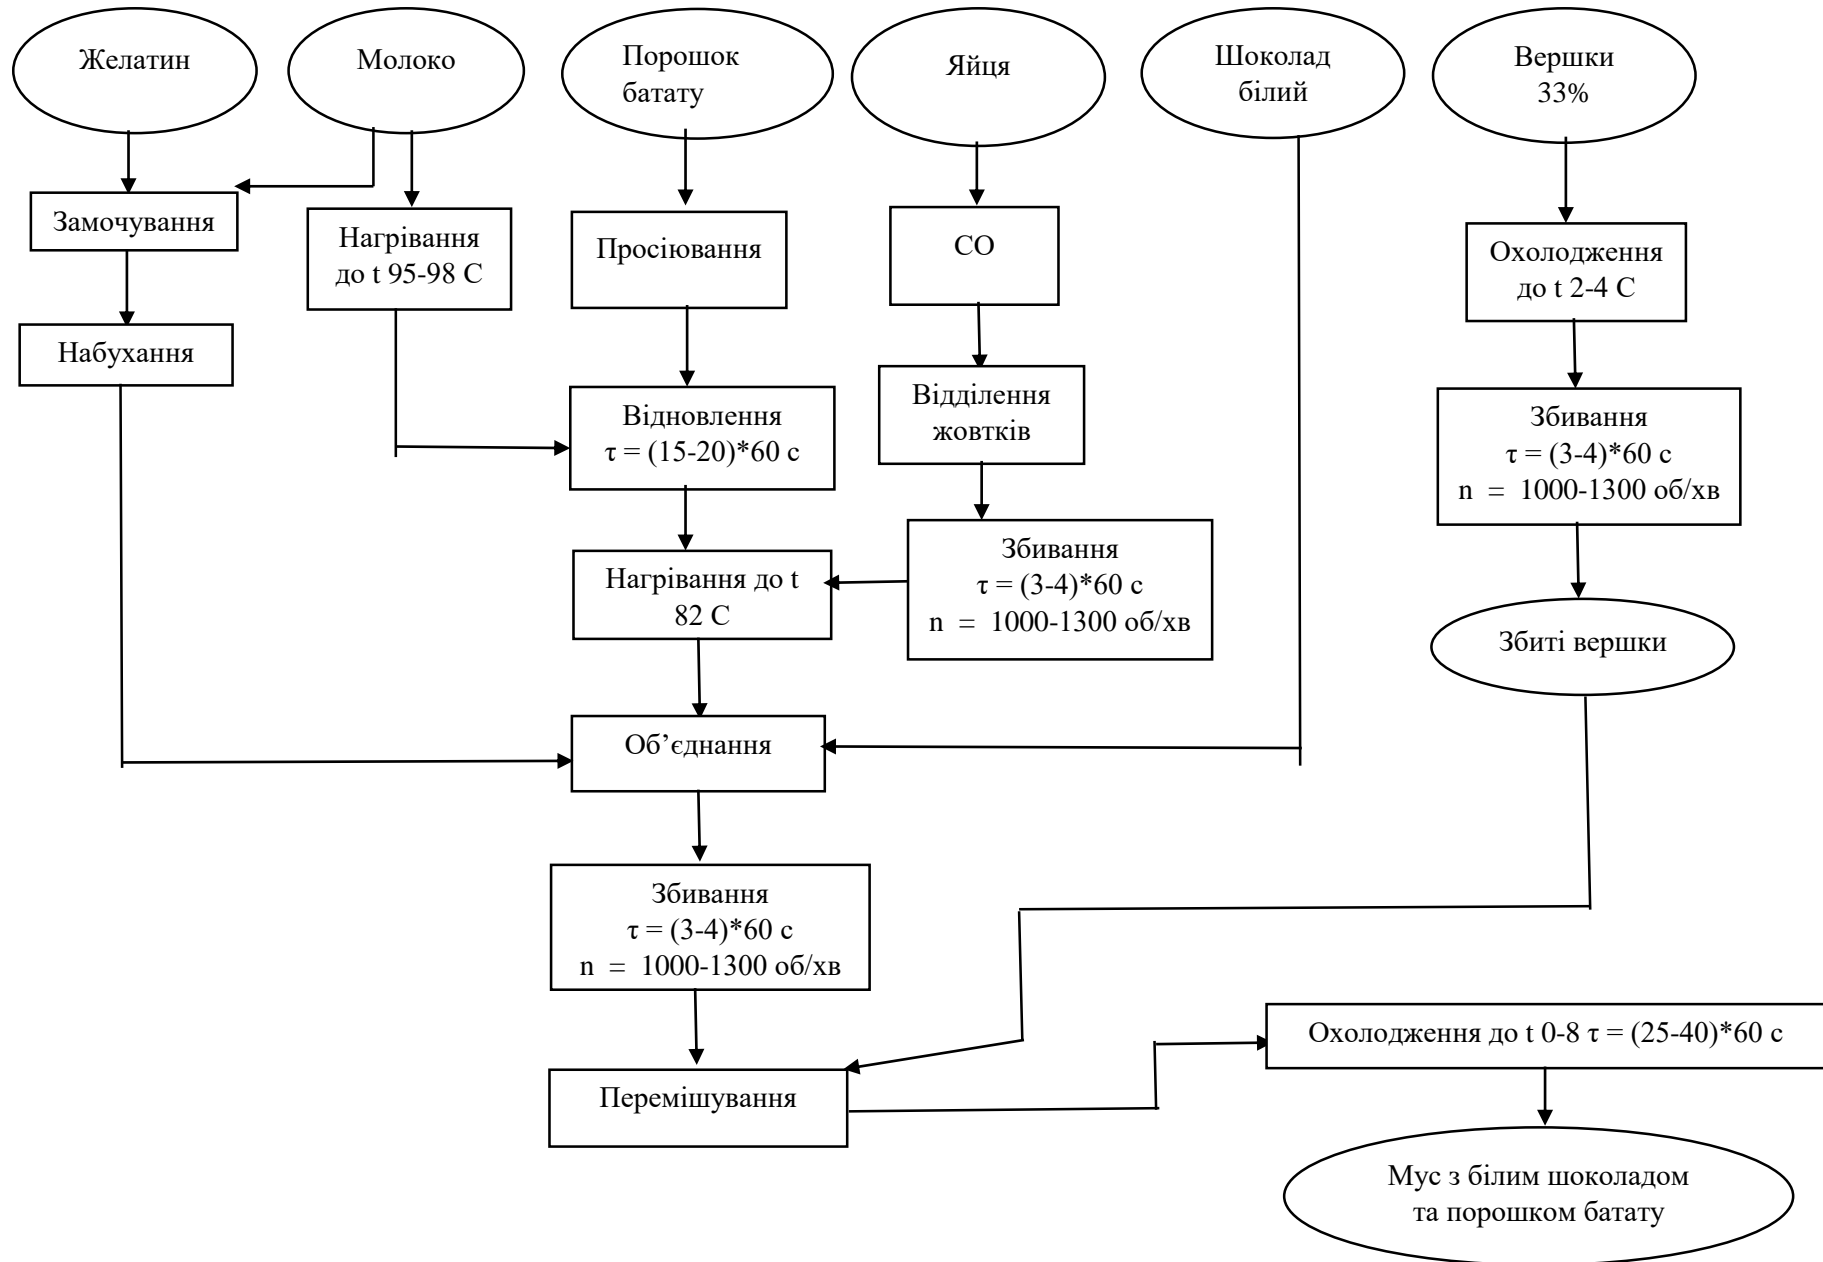 Желатин
Молоко
Порошок
батату
Яйця
Шоколад
білий
Вершки
33%
Замочування
Нагрівання
до t 95-98 С
Просіювання
СО
Охолодження
до t 2-4 С
Набухання
Відновлення
τ = (15-20)*60 с
Відділення
жовтків
Збивання
τ = (3-4)*60 с
n = 1000-1300 об/хв
Нагрівання до t
82 С
Збивання
τ = (3-4)*60 с
n = 1000-1300 об/хв
Збиті вершки
Об’єднання
Збивання
τ = (3-4)*60 с
n = 1000-1300 об/хв
Перемішування
Охолодження до t 0-8 τ = (25-40)*60 с
Мус з білим шоколадом
та порошком батату